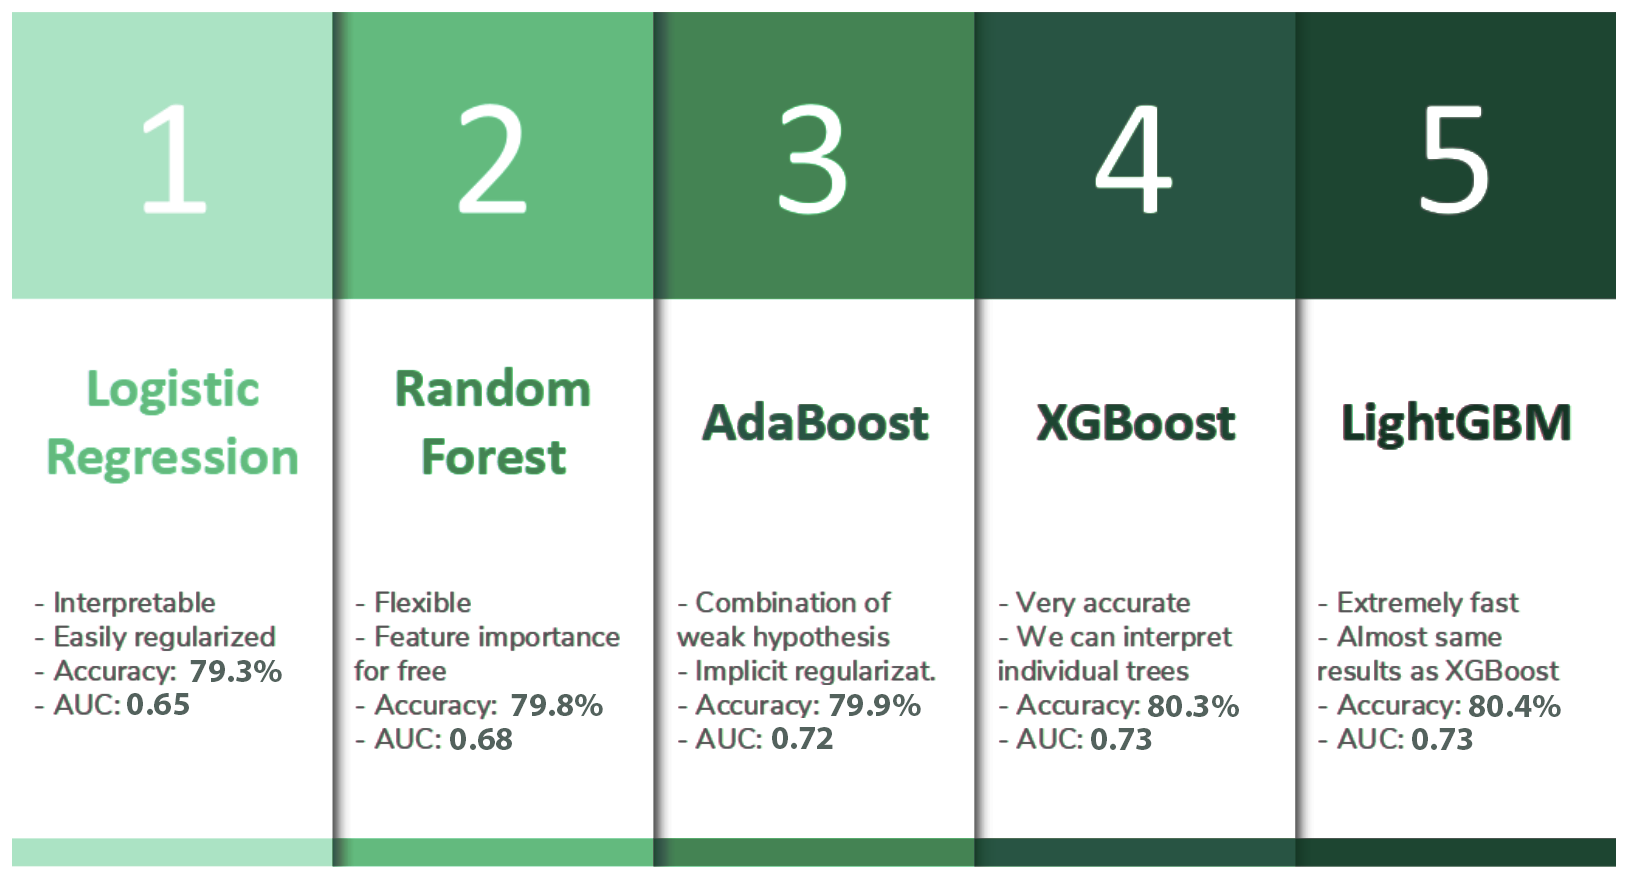 1
Logistic
Regression
- Interpretable
- Easily regularized
- Accuracy: 79.3%
- AUC: 0.65
2
Random
Forest
- Flexible
- Feature importance
for free
- Accuracy: 79.8%
- AUC: 0.68
3
AdaBoost
- Combination of
weak hypothesis
- Implicit regularizat.
- Accuracy: 79.9%
- AUC: 0.72
4
XGBoost
- Very accurate
- We can interpret
individual trees
- Accuracy: 80.3%
- AUC: 0.73
5
LightGBM
- Extremely fast
- Almost same
results as XGBoost
- Accuracy: 80.4%
- AUC: 0.73